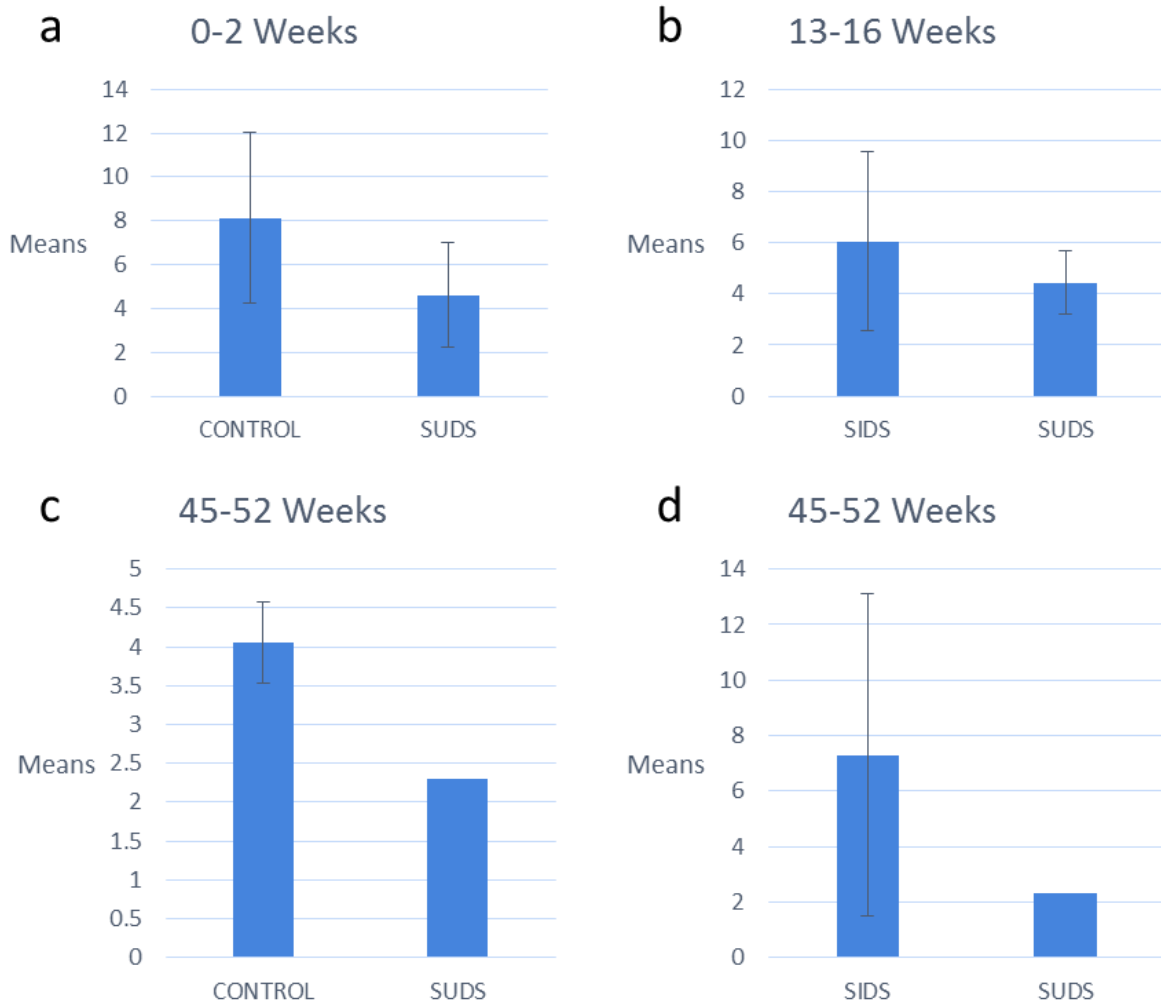 a
0-2 Weeks
14
12
10
8
6
4
2
0
Means
CONTROL SUDS
b
13-16 Weeks
12
10
8
6
4
2
0
Means
SIDS SUDS
c
45-52 Weeks
5
4.5
4
3.5
3
2.5
2
1.5
1
0.5
0
Means
CONTROL SUDS
d
45-52 Weeks
14
12
10
8
6
4
2
0
Means
SIDS SUDS